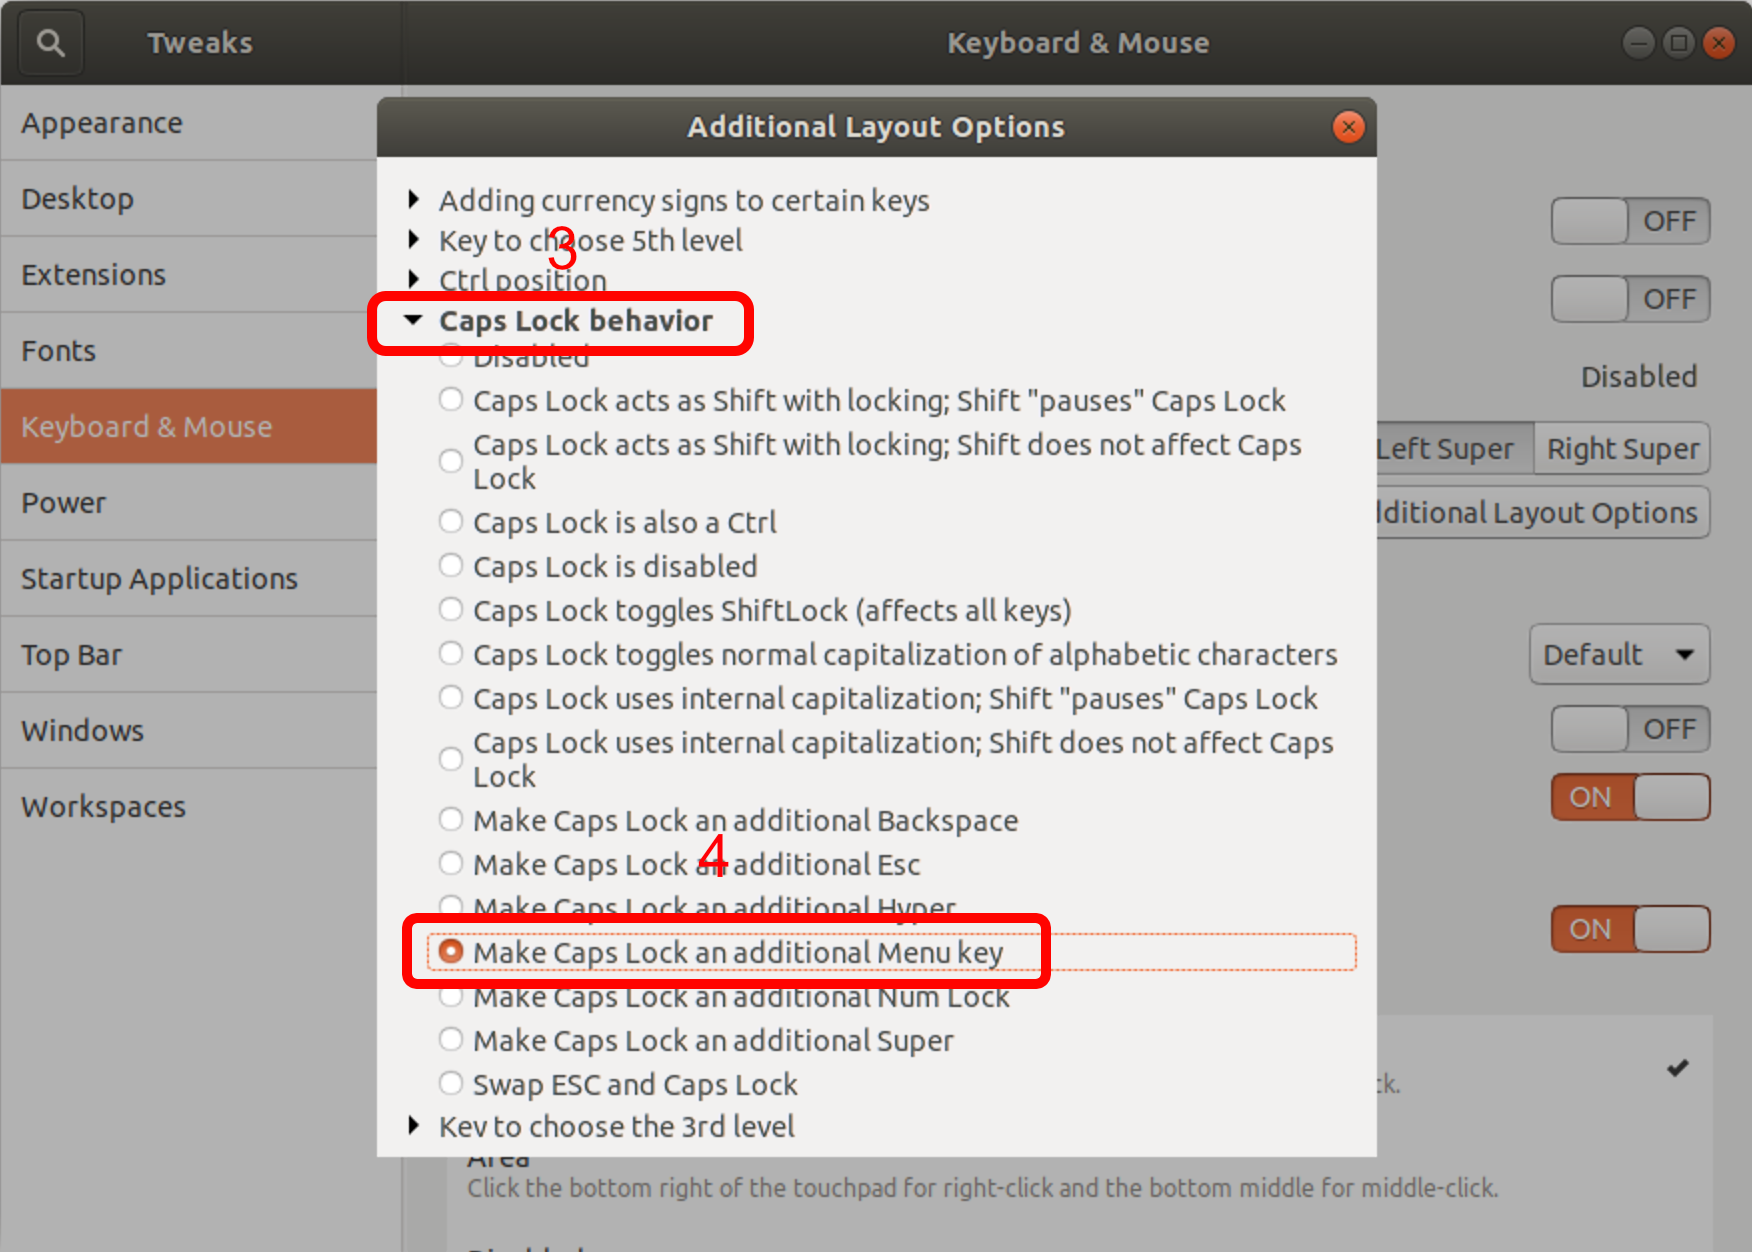 Tweaks
Keyboard & Mouse
Appearance
Desktop
Extensions
Fonts
Keyboard & Mouse
Power
Startup Applications
Top Bar
Windows
Workspaces
Additional Layout Options
Adding currency signs to certain keys
Key to choose 5th level
3
Ctrl position
Caps Lock behavior
Disabled
Caps Lock acts as Shift with locking; Shift "pauses" Caps Lock
Caps Lock acts as Shift with locking; Shift does not affect Caps
Lock
Caps Lock is also a Ctrl
Caps Lock is disabled
Caps Lock toggles ShiftLock (affects all keys)
Caps Lock toggles normal capitalization of alphabetic characters
Caps Lock uses internal capitalization; Shift "pauses" Caps Lock
Caps Lock uses internal capitalization; Shift does not affect Caps
Lock
Make Caps Lock an additional Backspace
4
Make Caps Lock an additional Esc
Make Caps Lock an additional Hyper
Make Caps Lock an additional Menu key
Make Caps Lock an additional Num Lock
Make Caps Lock an additional Super
Swap ESC and Caps Lock
Key to choose the 3rd level
OFF
OFF
Disabled
Left Super
Right Super
ditional Layout Options
Default
OFF
ON
ON
ck.
Area
Click the bottom right of the touchpad for right-click and the bottom middle for middle-click.